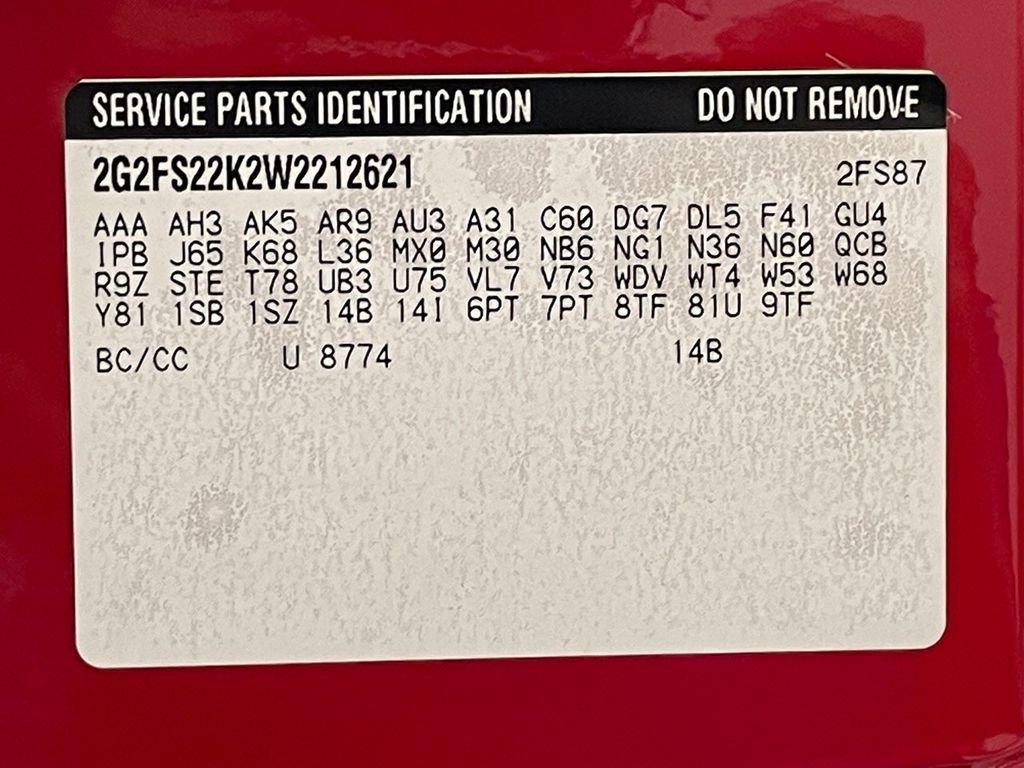 SERVICE PARTS IDENTIFICATION DO NOT REMOVE
2G2FS22K2W2212621 2FS87
AAA AH3 AK5 AR9 AU3 A31 C60 DG7 DL5 F41 GU4
IPB J65 K68 L36 MX0 M30 NB6 NG1 N36 N60 QCB
R9Z STE T78 UB3 U75 VL7 V73 WDV WT4 W53 W68
Y81 1SB 1SZ 14B 14I 6PT 7PT 8TF 81U 9TF
BC/CC U 8774 14B